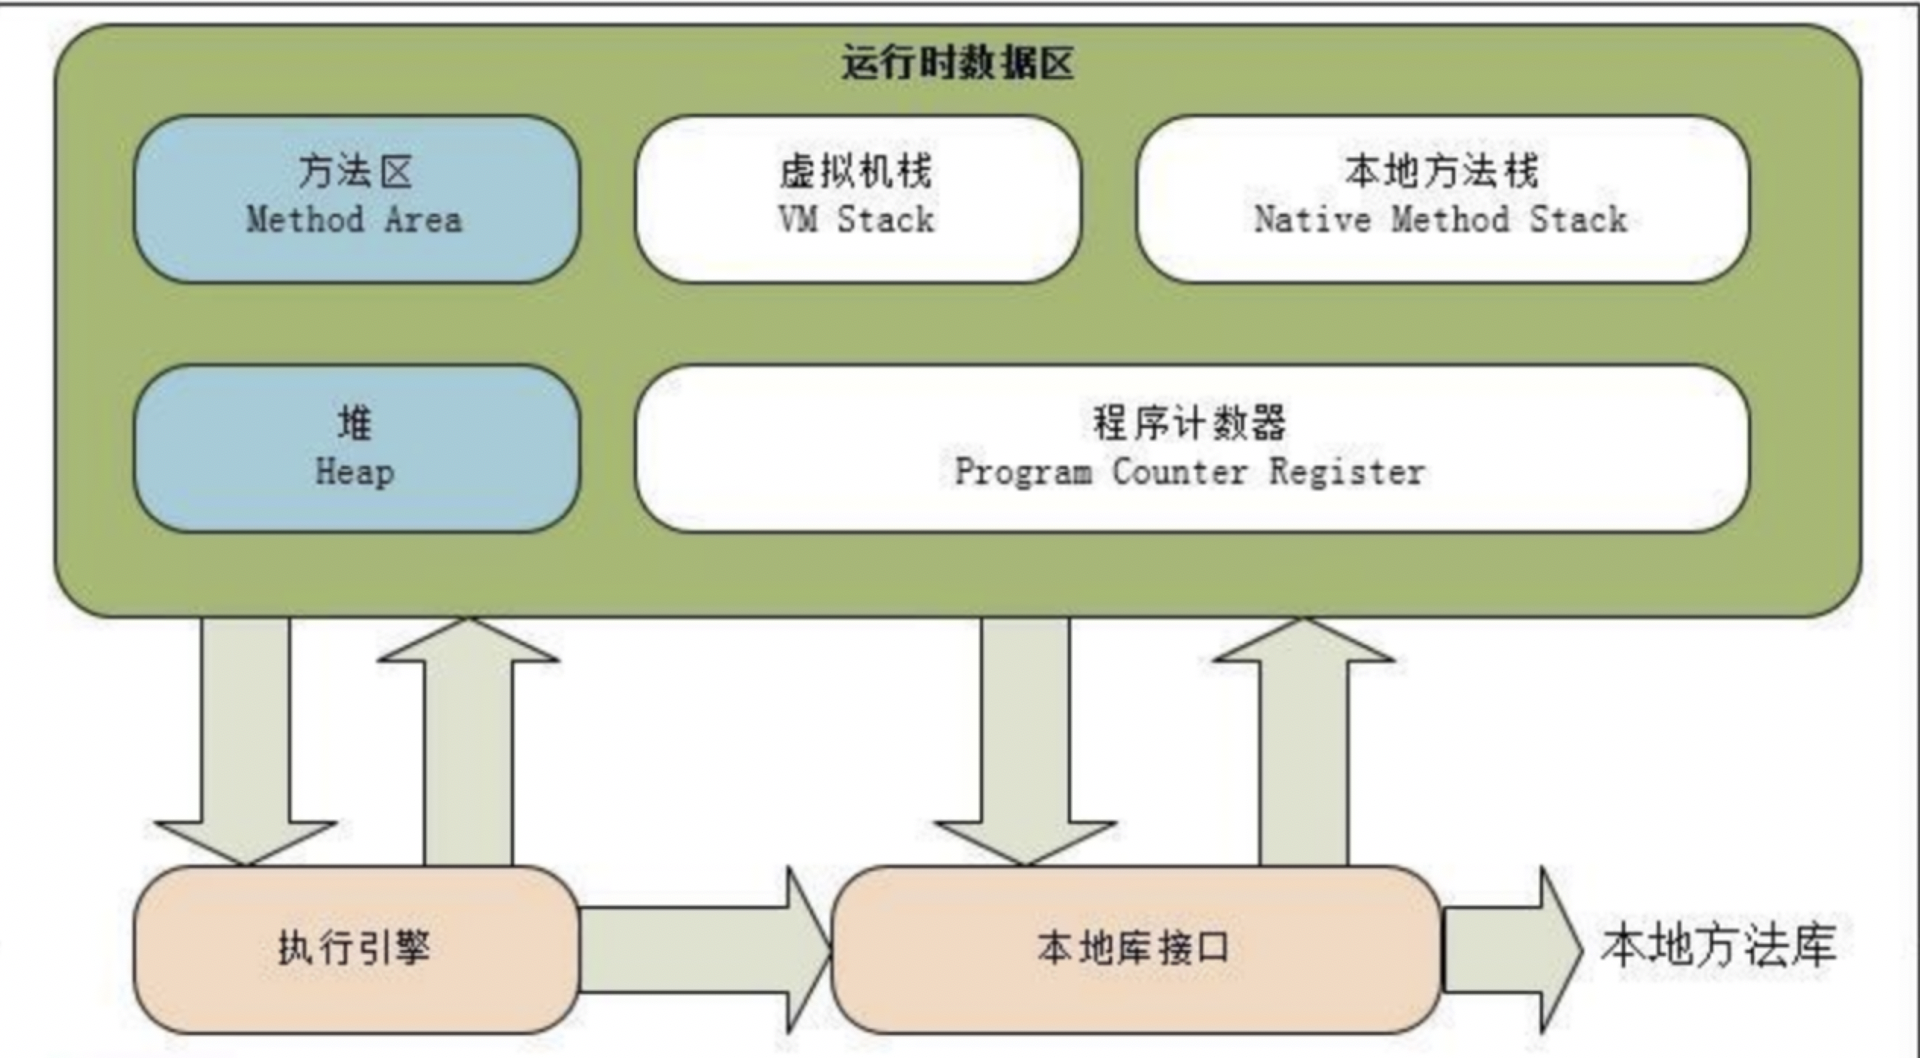 运行时数据区
方法区
Method Area
虚拟机栈
VM Stack
本地方法栈
Native Method Stack
堆
Heap
程序计数器
Program Counter Register
执行引擎
本地库接口
本地方法库